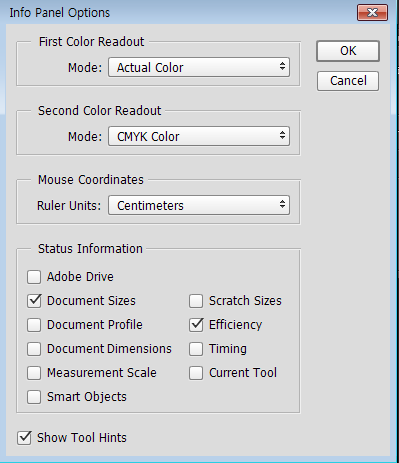 Info Panel Options
First Color Readout
Mode: Actual Color
OK
Cancel
Second Color Readout
Mode: CMYK Color
Mouse Coordinates
Ruler Units: Centimeters
Status Information
Adobe Drive
Document Sizes Scratch Sizes
Document Profile Efficiency
Document Dimensions Timing
Measurement Scale Current Tool
Smart Objects
Show Tool Hints